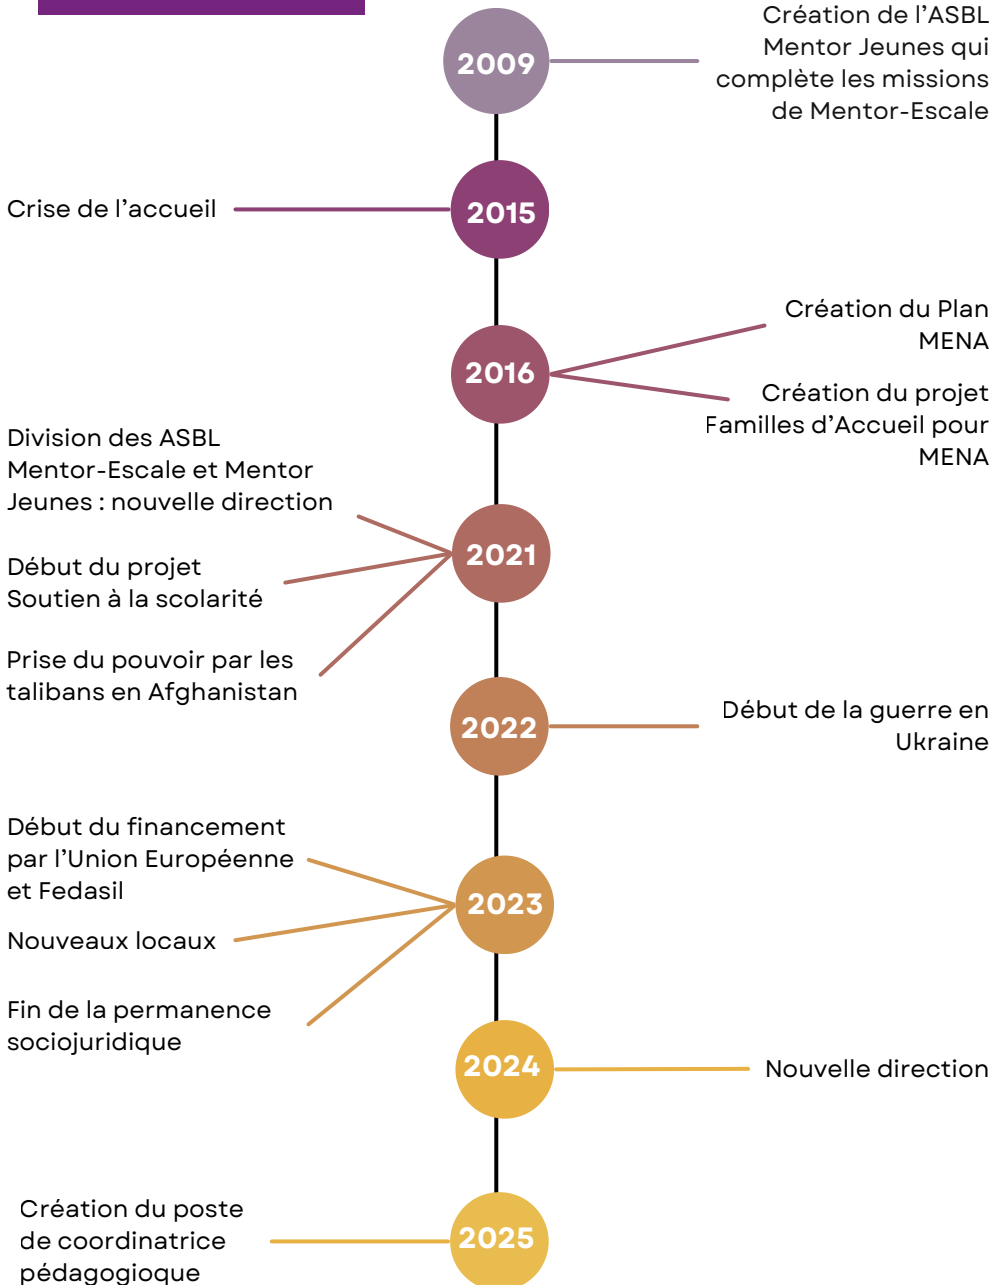 2009
Création de l'ASBL
Mentor Jeunes qui
complète les missions
de Mentor-Escale
Crise de l'accueil
2015
2016
Création du Plan
MENA
Création du projet
Familles d'Accueil pour
MENA
Division des ASBL
Mentor-Escale et Mentor
Jeunes : nouvelle direction
Début du projet
Soutien à la scolarité
Prise du pouvoir par les
talibans en Afghanistan
2021
2022
Début de la guerre en
Ukraine
Début du financement
par l'Union Européenne
et Fedasil
Nouveaux locaux
Fin de la permanence
sociojuridique
2023
2024
Nouvelle direction
Création du poste
de coordinatrice
pédagogioque
2025